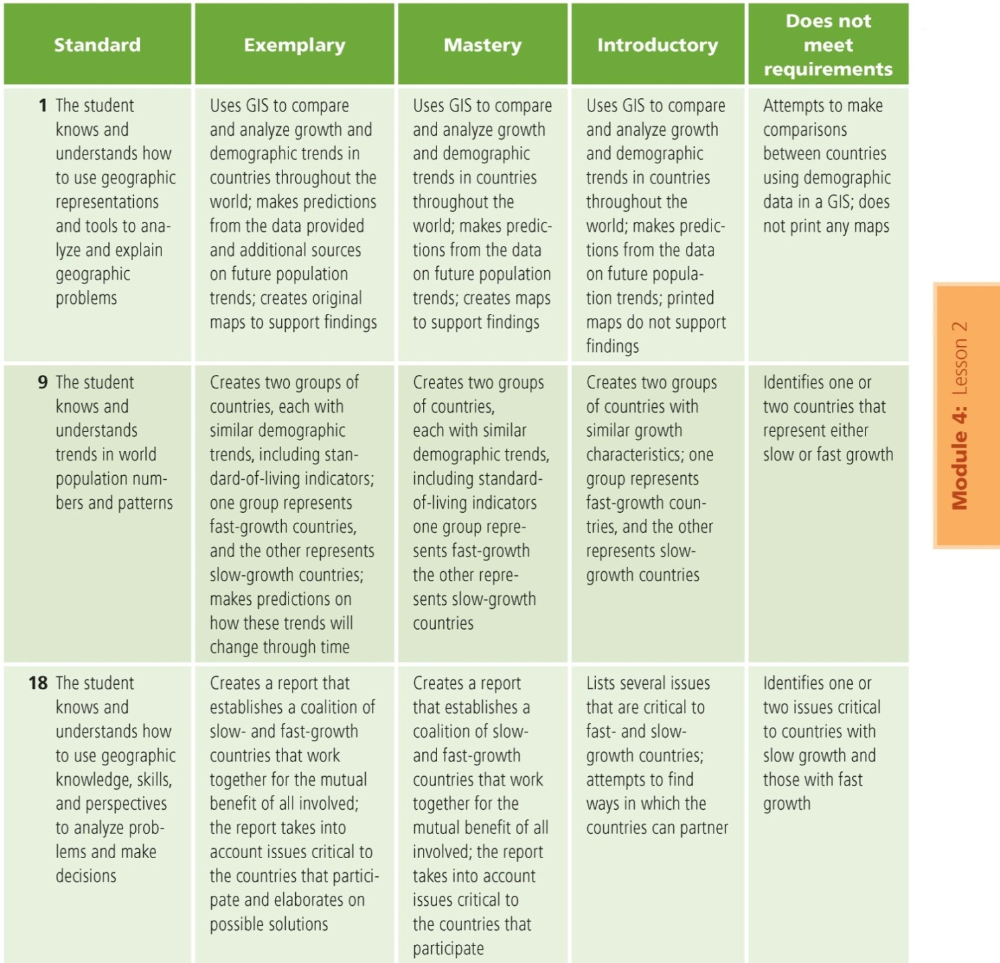 Standard
Exemplary
Mastery
Introductory
Does not
meet
requirements
1 The student
knows and
understands how
to use geographic
representations
and tools to ana-
lyze and explain
geographic
problems
Uses GIS to compare
and analyze growth and
demographic trends in
countries throughout the
world; makes predictions
from the data provided
and additional sources
on future population
trends; creates original
maps to support findings
Uses GIS to compare
and analyze growth
and demographic
trends in countries
throughout the
world; makes predic-
tions from the data
on future population
trends; creates maps
to support findings
Uses GIS to compare
and analyze growth
and demographic
trends in countries
throughout the
world; makes predic-
tions from the data
on future popula-
tion trends; printed
maps do not support
findings
Attempts to make
comparisons
between countries
using demographic
data in a GIS; does
not print any maps
9 The student
knows and
understands
trends in world
population num-
bers and patterns
Creates two groups of
countries, each with
similar demographic
trends, including stan-
dard-of-living indicators;
one group represents
fast-growth countries,
and the other represents
slow-growth countries;
makes predictions on
how these trends will
change through time
Creates two groups
of countries,
each with similar
demographic trends,
including standard-
of-living indicators
one group repre-
sents fast-growth
the other repre-
sents slow-growth
countries
Creates two groups
of countries with
similar growth
characteristics; one
group represents
fast-growth coun-
tries, and the other
represents slow-
growth countries
Identifies one or
two countries that
represent either
slow or fast growth
18 The student
knows and
understands how
to use geographic
knowledge, skills,
and perspectives
to analyze prob-
lems and make
decisions
Creates a report that
establishes a coalition of
slow- and fast-growth
countries that work
together for the mutual
benefit of all involved;
the report takes into
account issues critical to
the countries that partici-
pate and elaborates on
possible solutions
Creates a report
that establishes a
coalition of slow-
and fast-growth
countries that work
together for the
mutual benefit of all
involved; the report
takes into account
issues critical to
the countries that
participate
Lists several issues
that are critical to
fast- and slow-
growth countries;
attempts to find
ways in which the
countries can partner
Identifies one or
two issues critical
to countries with
slow growth and
those with fast
growth
Module 4: Lesson 2